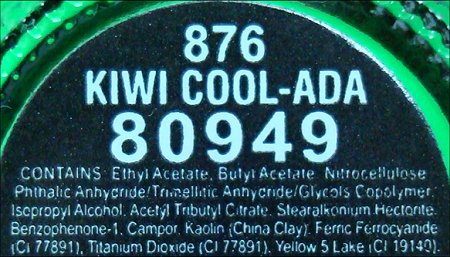 876
KIWI COOL-ADA
80949
CONTAINS: Ethyl Acetate, Butyl Acetate, Nitrocellulose
Phthalic Anhydride/Trimellitic Anhydride/Glycols Copolymer,
Isopropyl Alcohol, Acetyl Tributyl Citrate, Stearalkonium Hectorite,
Benzophenone-1, Campor, Kaolin (China Clay), Ferric Ferrocyanide
(CI 77891), Titanium Dioxide (CI 77891), Yellow 5 Lake (CI 19140).